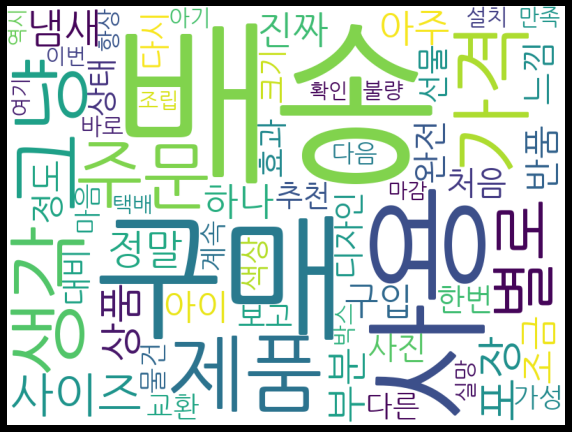 역시
냄새
항상
다시
아기
진짜
아주
설치
만족
이번
여기
상태
배송
크기
확인
불량
선물
가격
느낌
그냥
조립
바로
주문
효과
다음
완전
반품
정도
마음
택배
하나
추천
마감
처음
생각
대비
정말
계속
구매
색상
디자인
사용
별로
상품
아이
보고
박스
구입
한번
물건
제품
부분
사진
실망
포장
조금
사이즈
교환
다른
가성